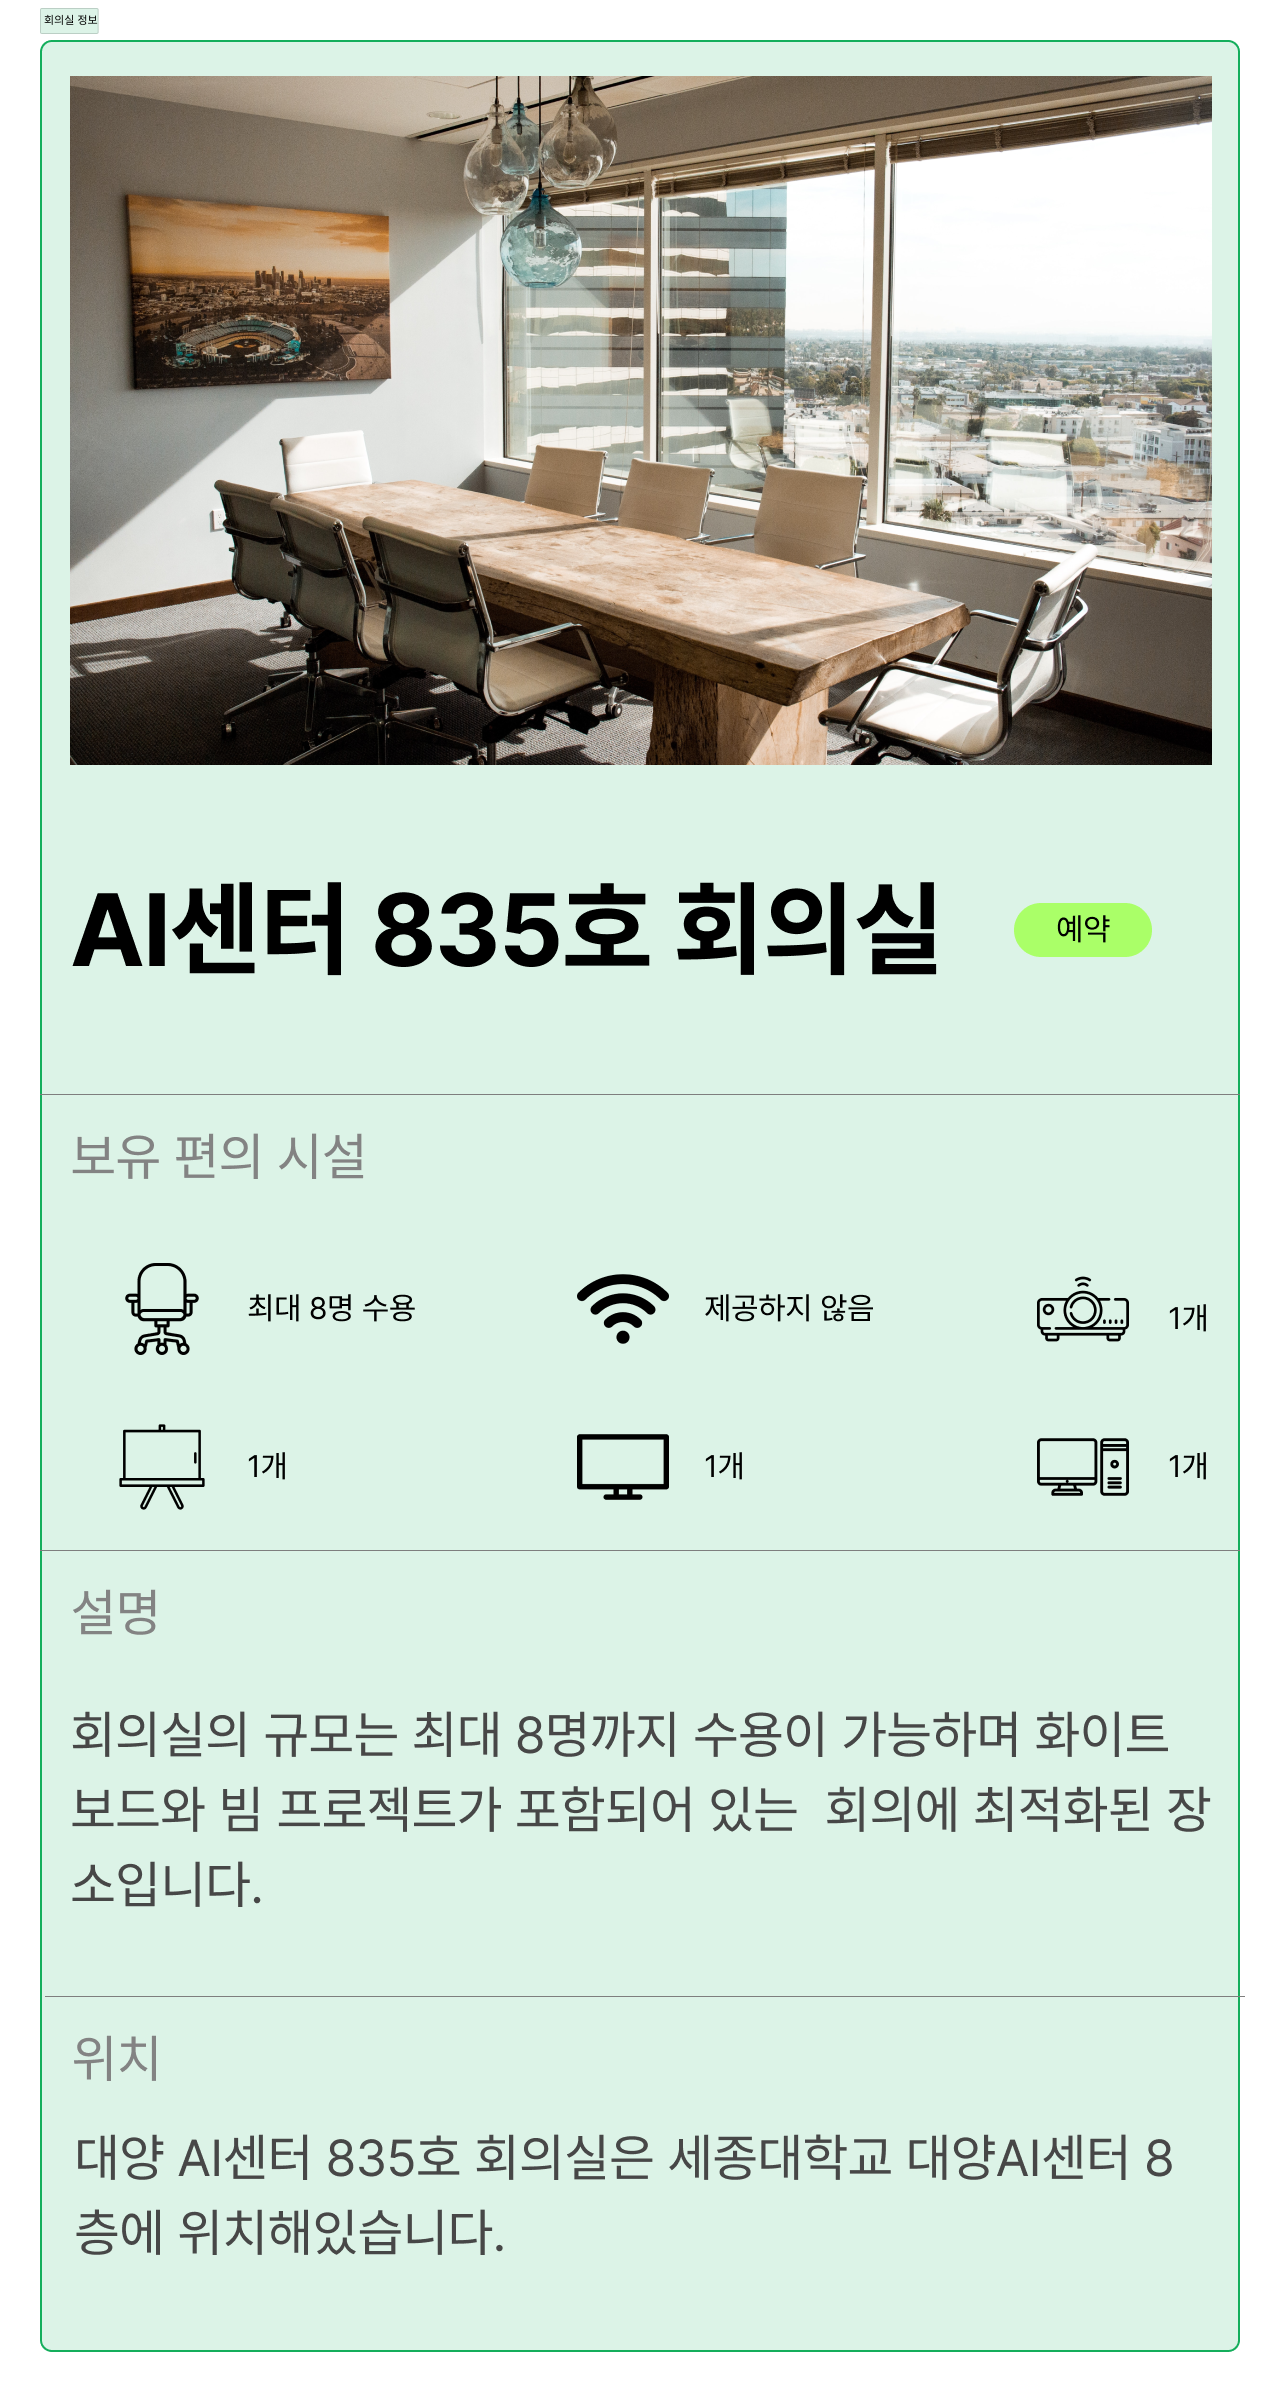 회의실 정보
AI센터 835호 회의실
예약
보유 편의 시설
최대 8명 수용
제공하지 않음
1개
1개
1개
1개
설명
회의실의 규모는 최대 8명까지 수용이 가능하며 화이트
보드와 빔 프로젝트가 포함되어 있는  회의에 최적화된 장
소입니다.
위치
대양 AI센터 835호 회의실은 세종대학교 대양AI센터 8
층에 위치해있습니다.